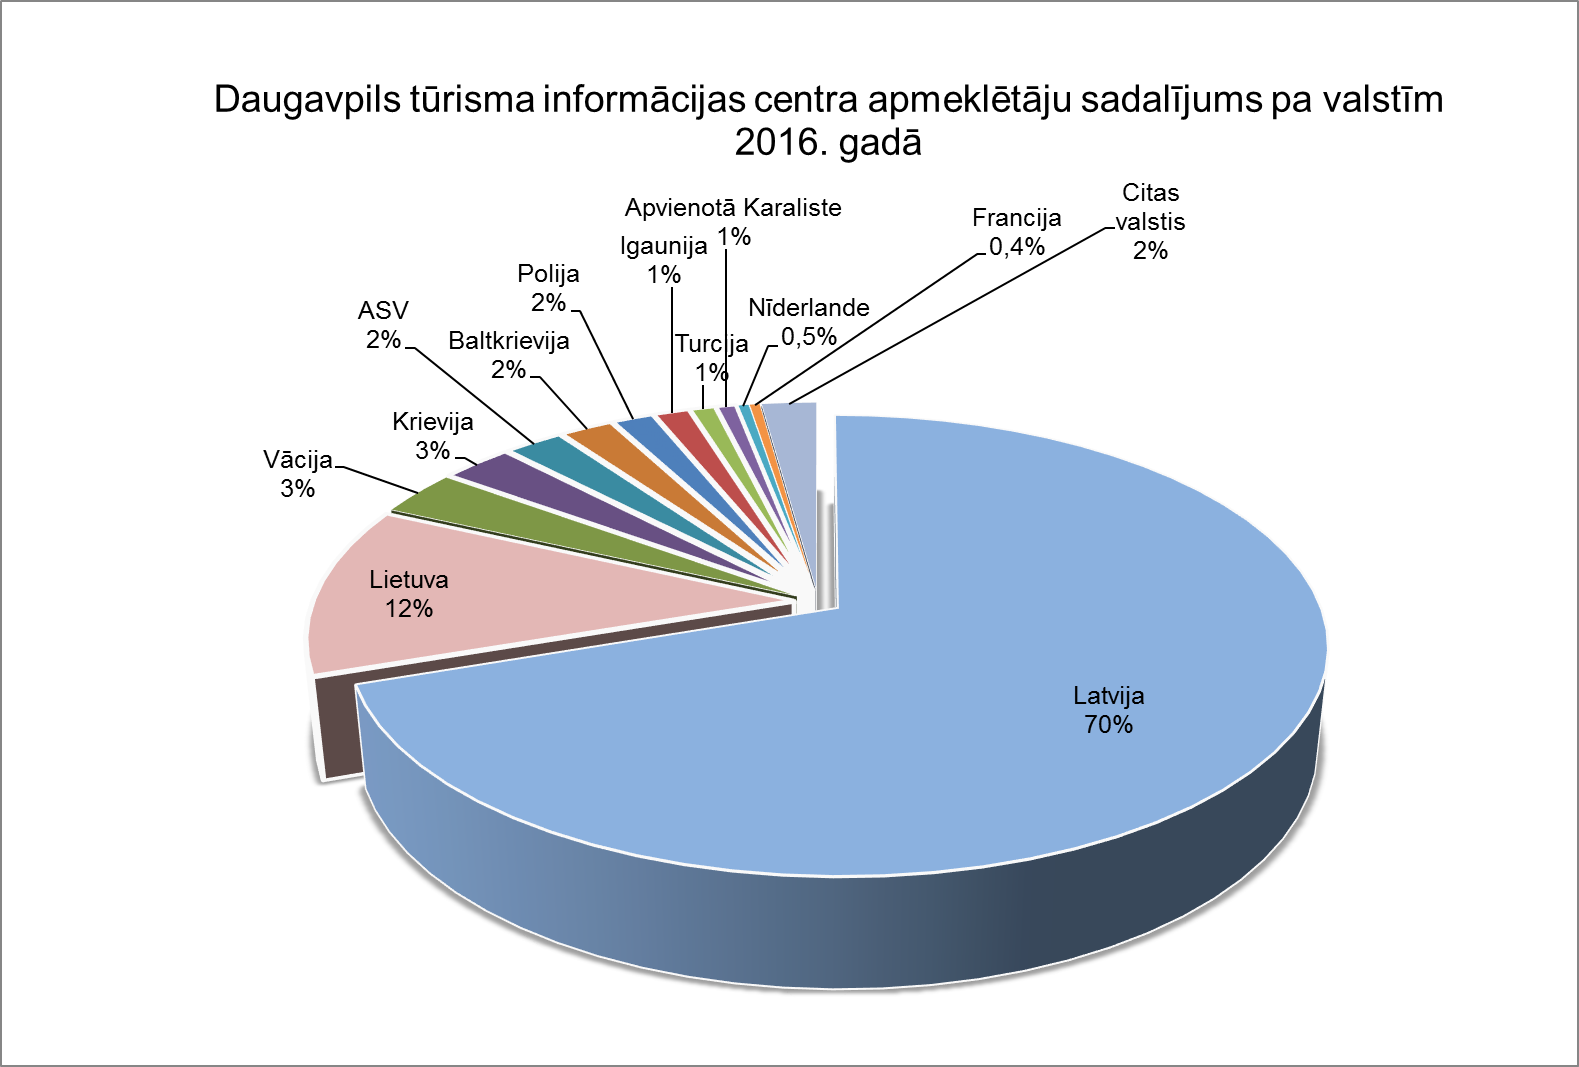 Daugavpils tūrisma informācijas centra apmeklētāju sadalījums pa valstīm
2016. gadā
Citas
valstis
2%
Francija
0,4%
Apvienotā Karaliste
1%
Igaunija
1%
Polija
2%
Nīderlande
0,5%
ASV
2%
Turcija
1%
Baltkrievija
2%
Krievija
3%
Vācija
3%
Lietuva
12%
Latvija
70%